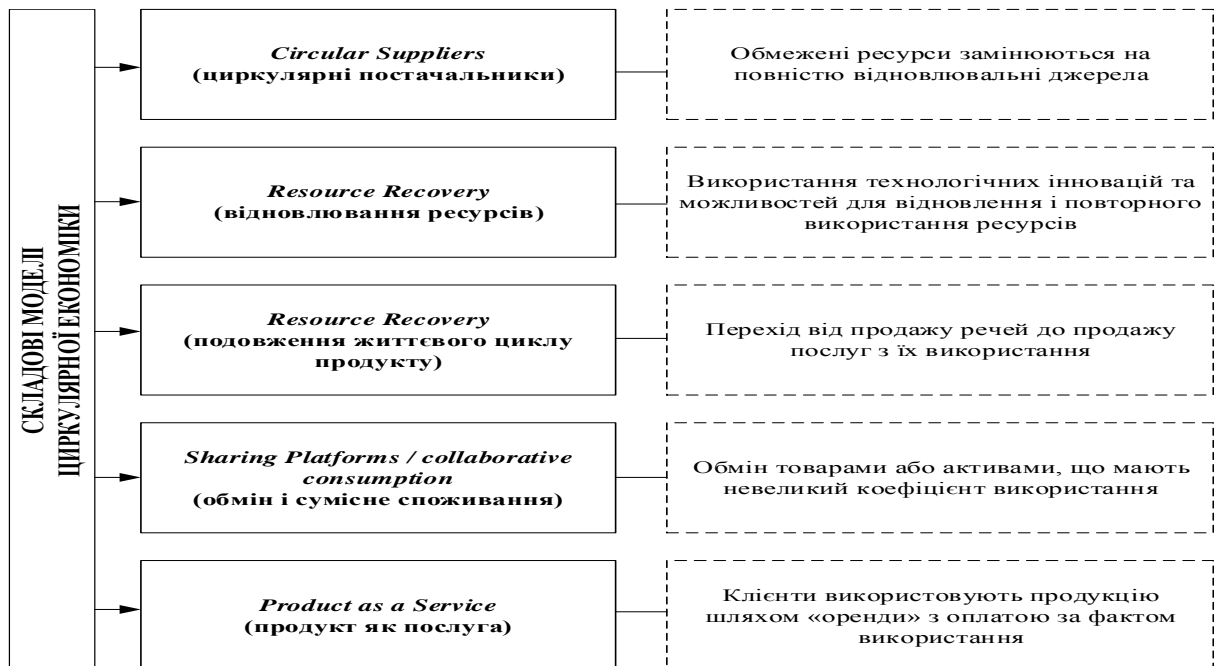 СКЛАДОВІ МОДЕЛІ
ЦИРКУЛЯРНОЇ ЕКОНОМІКИ
Circular Suppliers
(циркулярні постачальники)
Обмежені ресурси замінюються на
повністю відновлювальні джерела
Resource Recovery
(відновлювання ресурсів)
Використання технологічних інновацій та
можливостей для відновлення і повторного
використання ресурсів
Resource Recovery
(подовження життєвого циклу
продукту)
Перехід від продажу речей до продажу
послуг з їх використання
Sharing Platforms / collaborative
consumption
(обмін і сумісне споживання)
Обмін товарами або активами, що мають
невеликий коефіцієнт використання
Product as a Service
(продукт як послуга)
Клієнти використовують продукцію
шляхом «оренди» з оплатою за фактом
використання